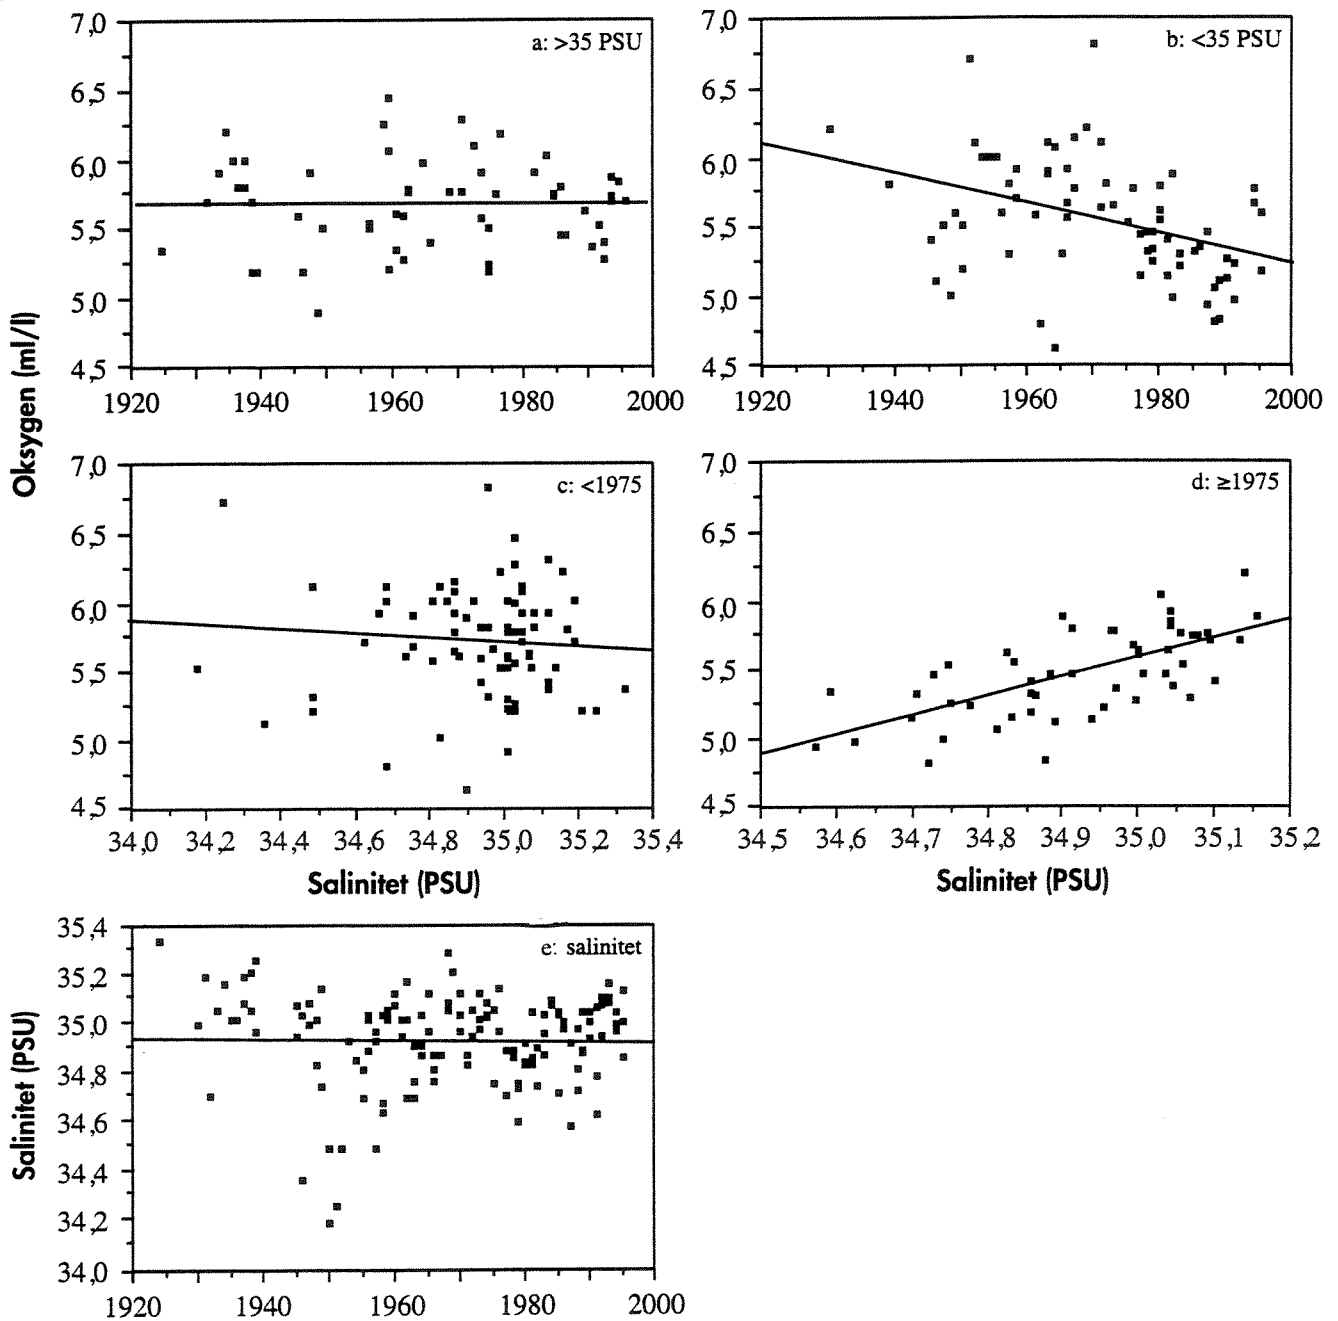 7,0
6,5
6,0
5,5
5,0
4,5
a: >35 PSU
1920 1940 1960 1980 2000
7,0
6,5
6,0
5,5
5,0
4,5
b: <35 PSU
1920 1940 1960 1980 2000
Oksygen (ml/l)
7,0
6,5
6,0
5,5
5,0
4,5
c: <1975
34,0 34,2 34,4 34,6 34,8 35,0 35,2 35,4
Salinitet (PSU)
7,0
6,5
6,0
5,5
5,0
4,5
d: ≥1975
34,5 34,6 34,7 34,8 34,9 35,0 35,1 35,2
Salinitet (PSU)
35,4
35,2
35,0
34,8
34,6
34,4
34,2
34,0
e: salinitet
Salinitet (PSU)
1920 1940 1960 1980 2000